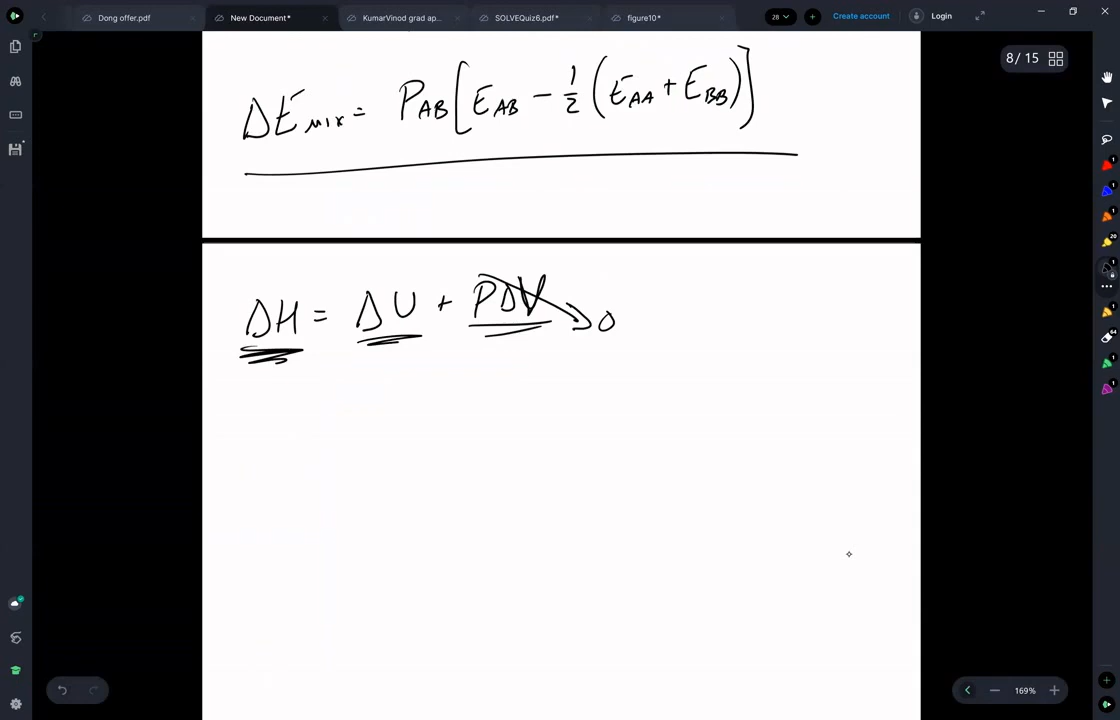 Dong offer.pdf
New Document*
KumarVinod grad ap...
SOLVEQuiz6.pdf*
figure10*
28
Create account
Login
8 / 15
ΔE_mix = P_AB [E_AB − 1/2 (E_AA + E_BB)]
ΔH = ΔU + PΔV → 0
169%